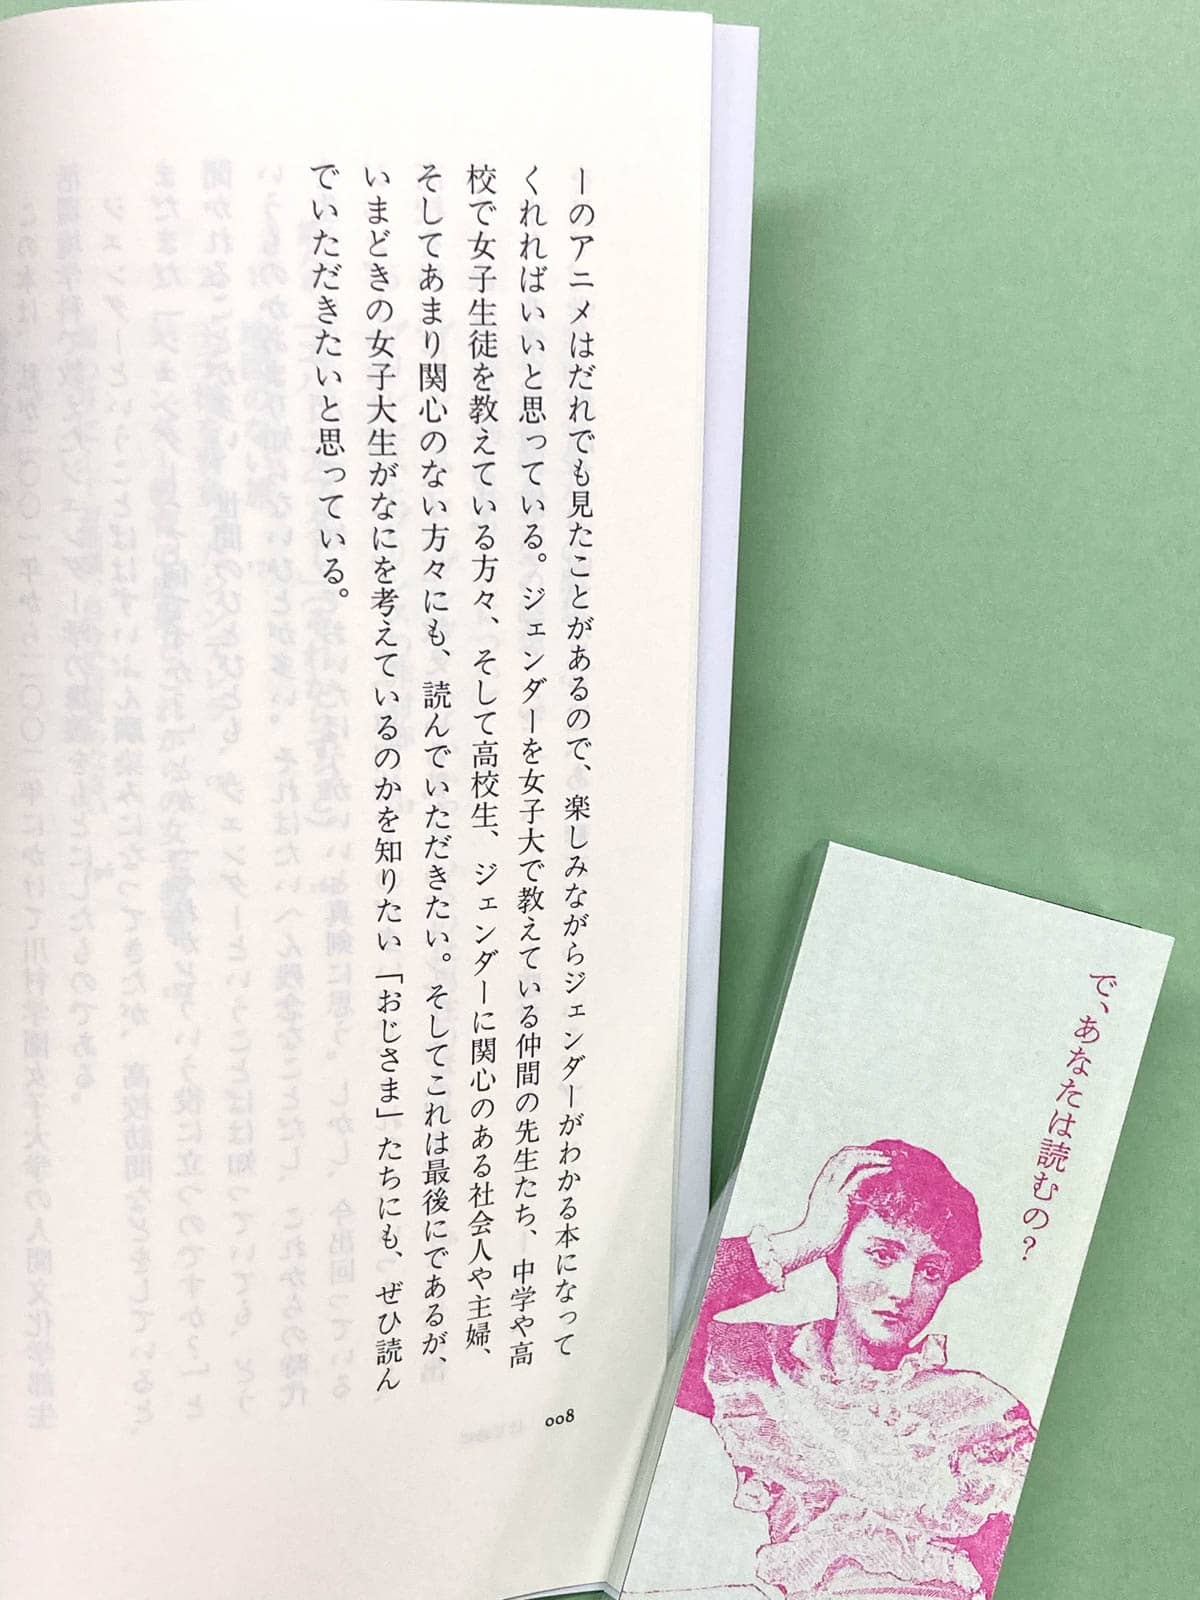 ーのアニメはだれでも見たことがあるので、楽しみながらジェンダーがわかる本になって
くれればいいと思っている。ジェンダーを女子大で教えている仲間の先生たち、中学や高
校で女子生徒を教えている方々、そして高校生、ジェンダーに関心のある社会人や主婦、
そしてあまり関心のない方々にも、読んでいただきたい。そしてこれは最後にであるが、
いまどきの女子大生がなにを考えているのかを知りたい「おじさま」たちにも、ぜひ読ん
でいただきたいと思っている。
008
で、あなたは読むの?